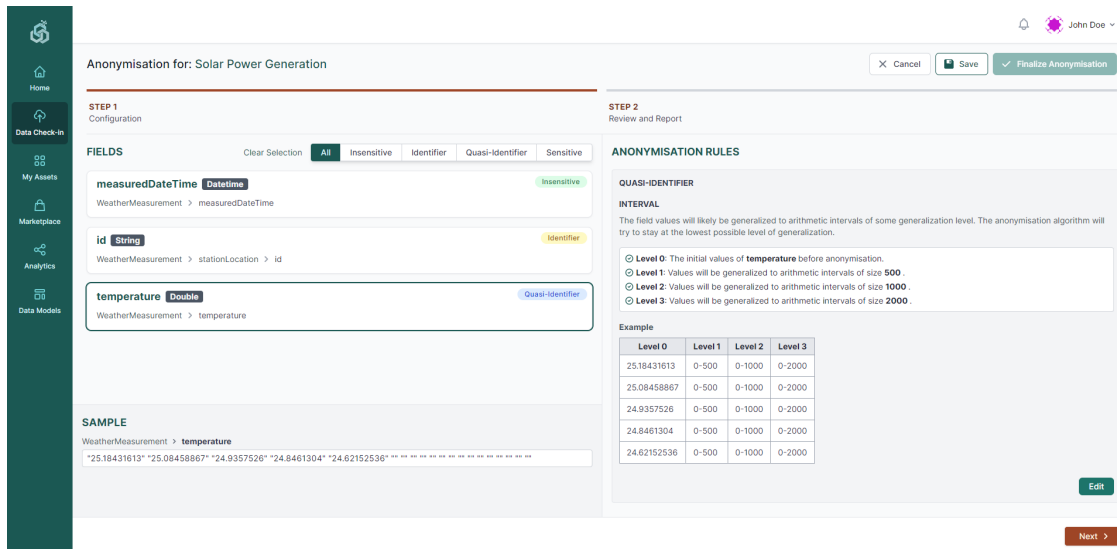 John Doe
Anonymisation for: Solar Power Generation
Cancel
Save
Finalize Anonymisation
Home
Data Check-in
My Assets
Marketplace
Analytics
Data Models
STEP 1
Configuration
STEP 2
Review and Report
FIELDS
Clear Selection
All
Insensitive
Identifier
Quasi-Identifier
Sensitive
measuredDateTime Datetime
Insensitive
WeatherMeasurement > measuredDateTime
id String
Identifier
WeatherMeasurement > stationLocation > id
temperature Double
Quasi-Identifier
WeatherMeasurement > temperature
SAMPLE
WeatherMeasurement > temperature
"25.18431613" "25.08458867" "24.9357526" "24.8461304" "24.62152536" "" "" "" "" "" "" "" "" "" "" "" "" "" "" ""
ANONYMISATION RULES
QUASI-IDENTIFIER
INTERVAL
The field values will likely be generalized to arithmetic intervals of some generalization level. The anonymisation algorithm will
try to stay at the lowest possible level of generalization.
Level 0: The initial values of temperature before anonymisation.
Level 1: Values will be generalized to arithmetic intervals of size 500 .
Level 2: Values will be generalized to arithmetic intervals of size 1000 .
Level 3: Values will be generalized to arithmetic intervals of size 2000 .
Example
Level 0 Level 1 Level 2 Level 3
25.18431613 0-500 0-1000 0-2000
25.08458867 0-500 0-1000 0-2000
24.9357526 0-500 0-1000 0-2000
24.8461304 0-500 0-1000 0-2000
24.62152536 0-500 0-1000 0-2000
Edit
Next >